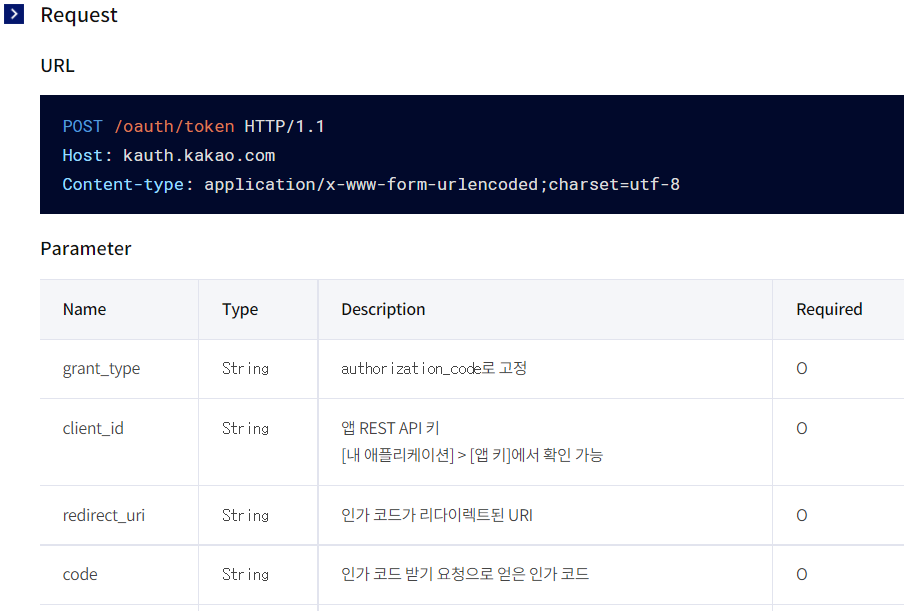 Request
URL
POST /oauth/token HTTP/1.1
Host: kauth.kakao.com
Content-type: application/x-www-form-urlencoded;charset=utf-8
Parameter
Name Type Description Required
grant_type String authorization_code로 고정 O
client_id String 앱 REST API 키 O
[내 애플리케이션] > [앱 키]에서 확인 가능
redirect_uri String 인가 코드가 리다이렉트된 URI O
code String 인가 코드 받기 요청으로 얻은 인가 코드 O